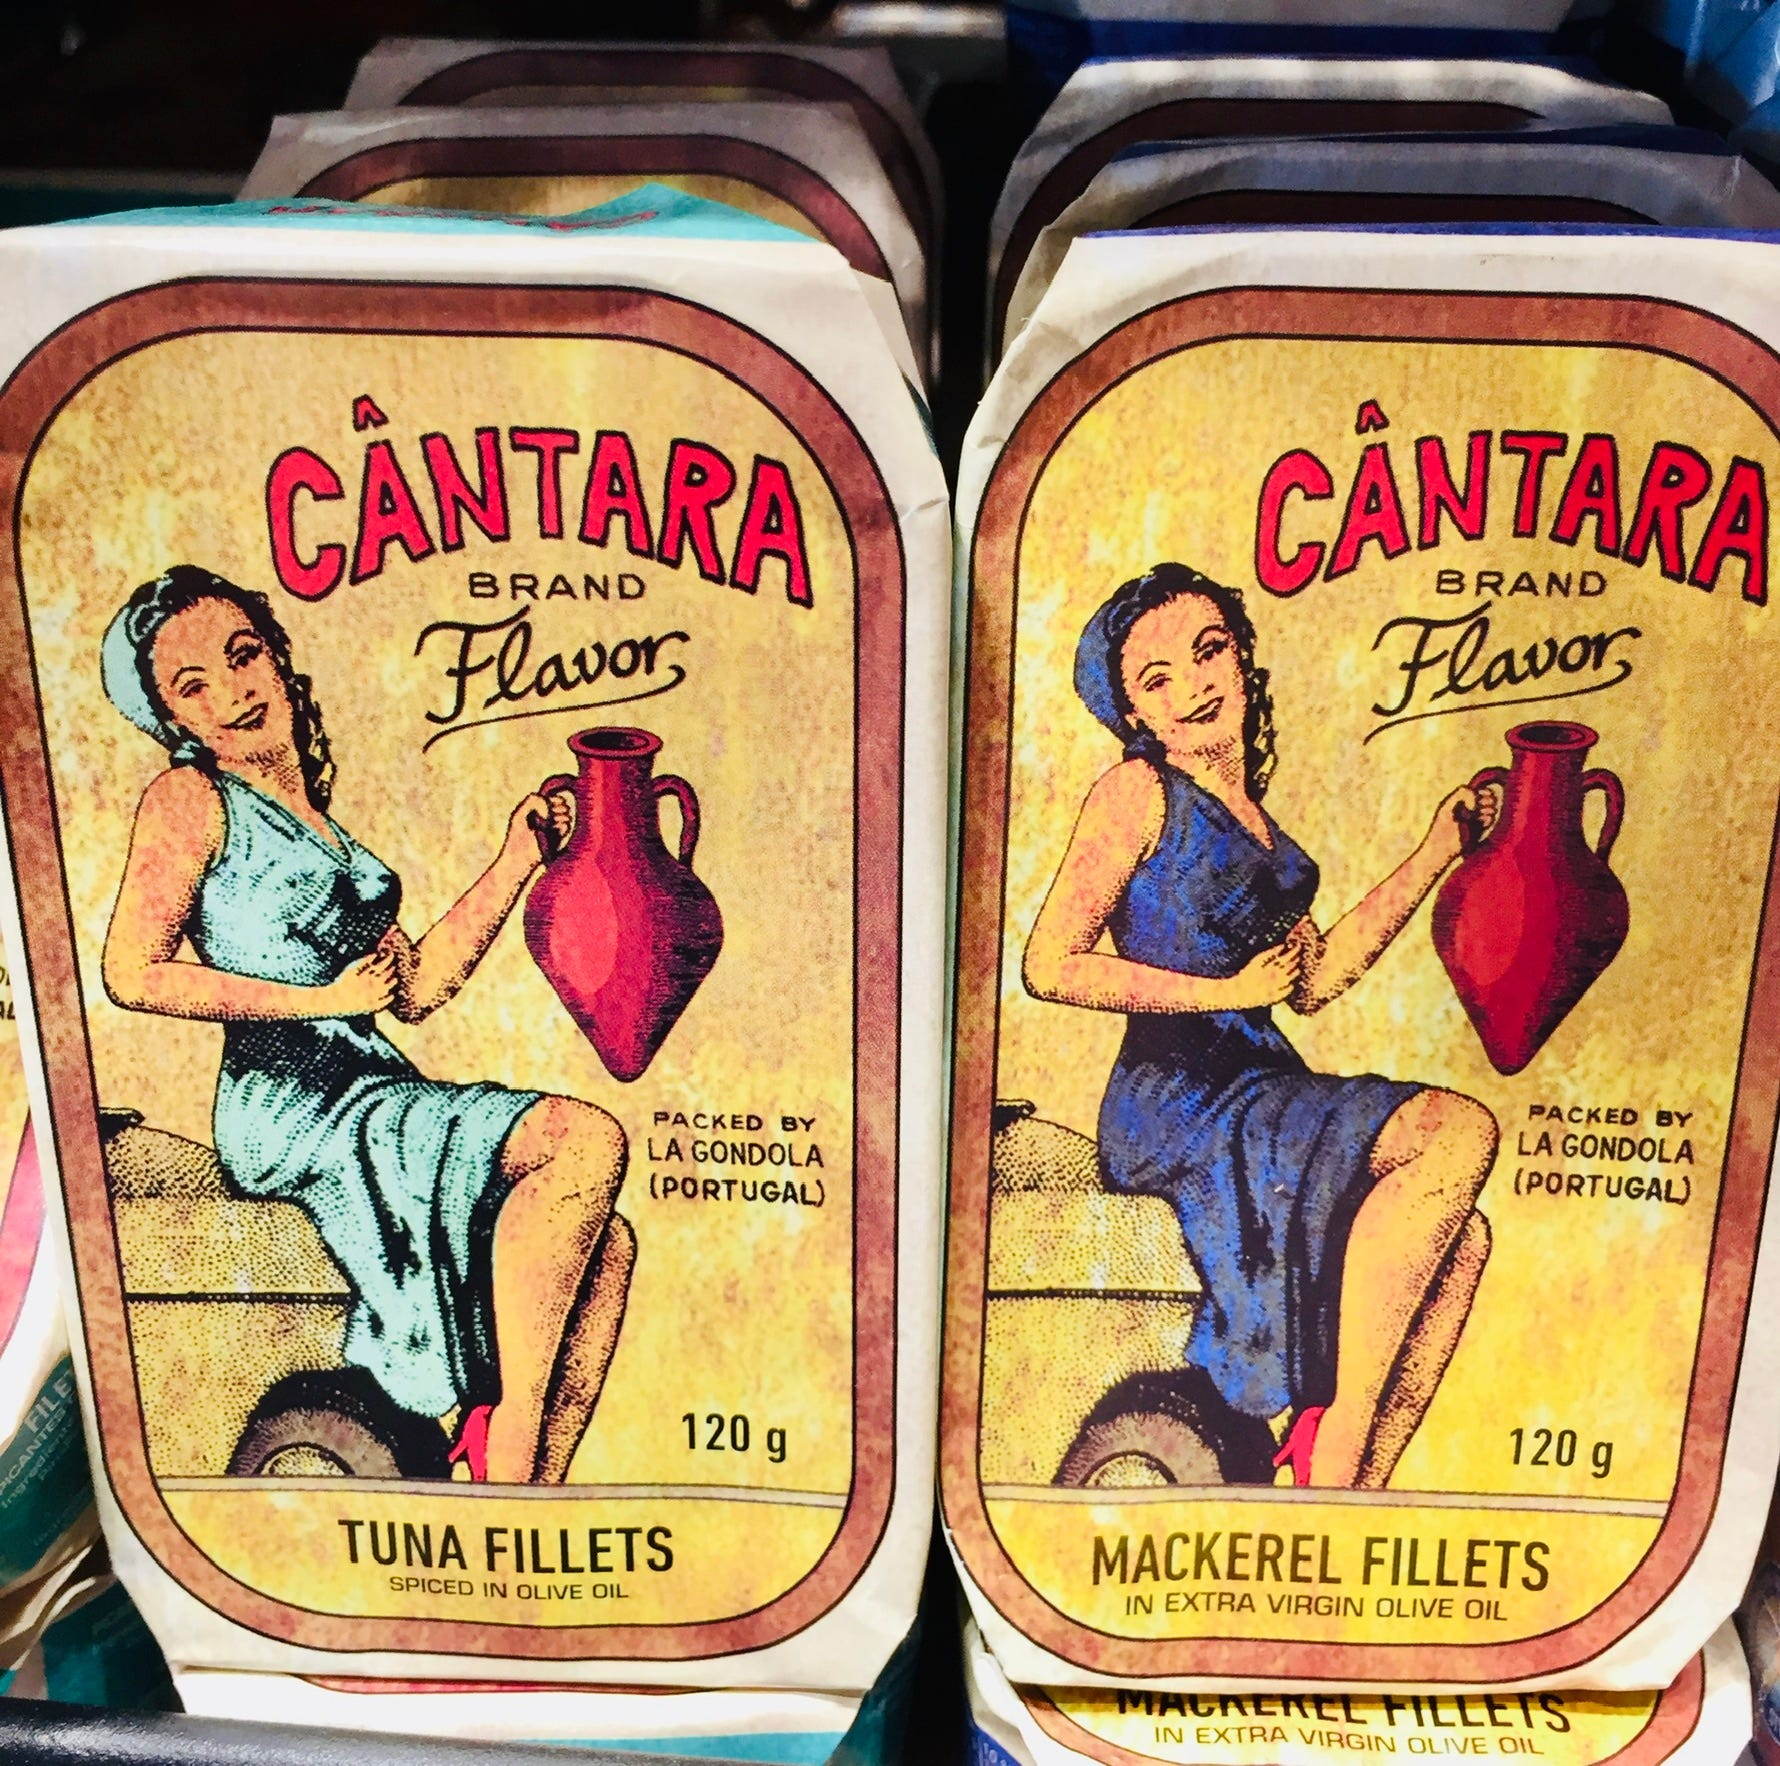 CÂNTARA
BRAND
Flavor
PACKED BY
LA GONDOLA
(PORTUGAL)
120 g
TUNA FILLETS
SPICED IN OLIVE OIL
CÂNTARA
BRAND
Flavor
PACKED BY
LA GONDOLA
(PORTUGAL)
120 g
MACKEREL FILLETS
IN EXTRA VIRGIN OLIVE OIL
MACKEREL FILLETS
IN EXTRA VIRGIN OLIVE OIL